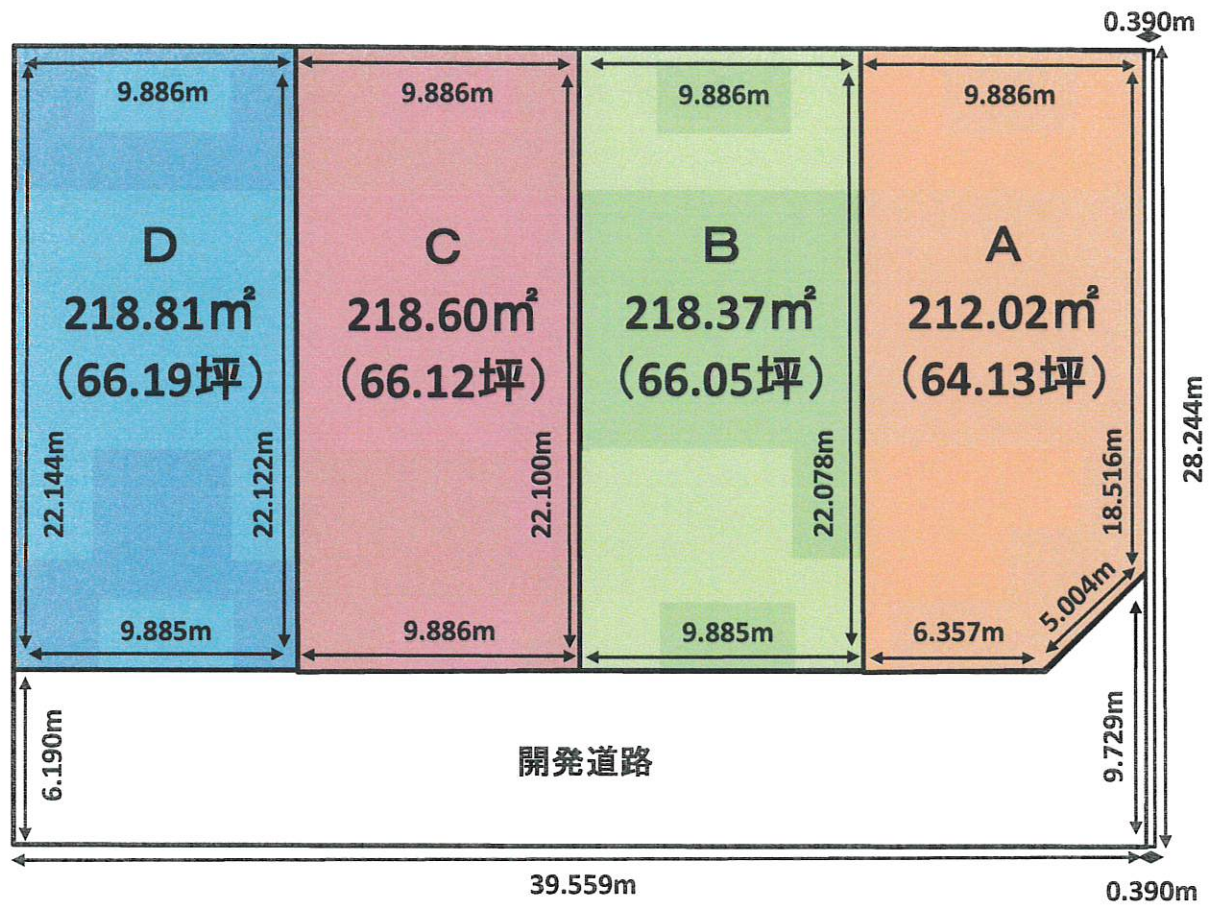 0.390m
9.886m
9.886m
9.886m
9.886m
D
218.81㎡
（66.19坪）
C
218.60㎡
（66.12坪）
B
218.37㎡
（66.05坪）
A
212.02㎡
（64.13坪）
22.144m
22.122m
22.100m
22.078m
18.516m
28.244m
5.004m
9.885m
9.886m
9.885m
6.357m
6.190m
開発道路
9.729m
39.559m
0.390m